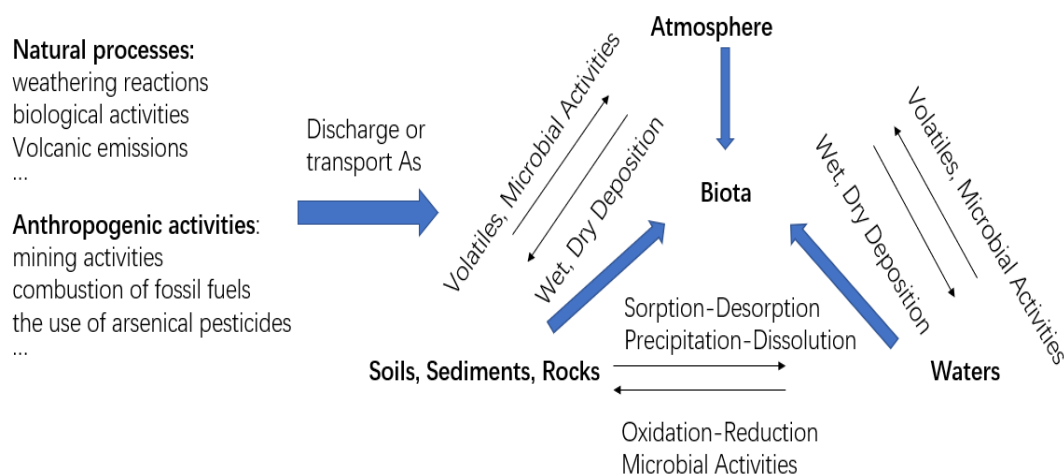 Natural processes:
weathering reactions
biological activities
Volcanic emissions
...
Anthropogenic activities:
mining activities
combustion of fossil fuels
the use of arsenical pesticides
...
Discharge or
transport As
Atmosphere
Volatiles, Microbial Activities
Wet, Dry Deposition
Biota
Wet, Dry Deposition
Volatiles, Microbial Activities
Sorption-Desorption
Precipitation-Dissolution
Soils, Sediments, Rocks
Waters
Oxidation-Reduction
Microbial Activities